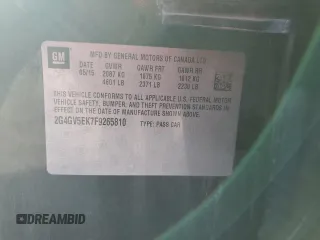 GM
MFD BY GENERAL MOTORS OF CANADA LTD
DATE GVWR GAWR FRT GAWR RR
05/15 2087 KG 1075 KG 1012 KG
4601 LB 2371 LB 2230 LB
THIS VEHICLE CONFORMS TO ALL APPLICABLE U.S. FEDERAL MOTOR VEHICLE
SAFETY, BUMPER, AND THEFT PREVENTION STANDARDS IN
EFFECT ON THE DATE OF MANUFACTURE SHOWN ABOVE.
2G4GV5EK7F9265810 TYPE: PASS CAR
DREAMBID